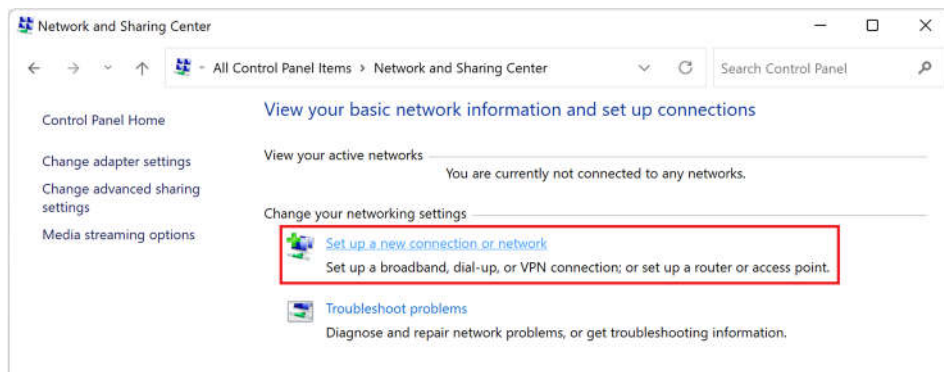 Network and Sharing Center
All Control Panel Items > Network and Sharing Center
Search Control Panel
Control Panel Home
Change adapter settings
Change advanced sharing
settings
Media streaming options
View your basic network information and set up connections
View your active networks
You are currently not connected to any networks.
Change your networking settings
Set up a new connection or network
Set up a broadband, dial-up, or VPN connection; or set up a router or access point.
Troubleshoot problems
Diagnose and repair network problems, or get troubleshooting information.